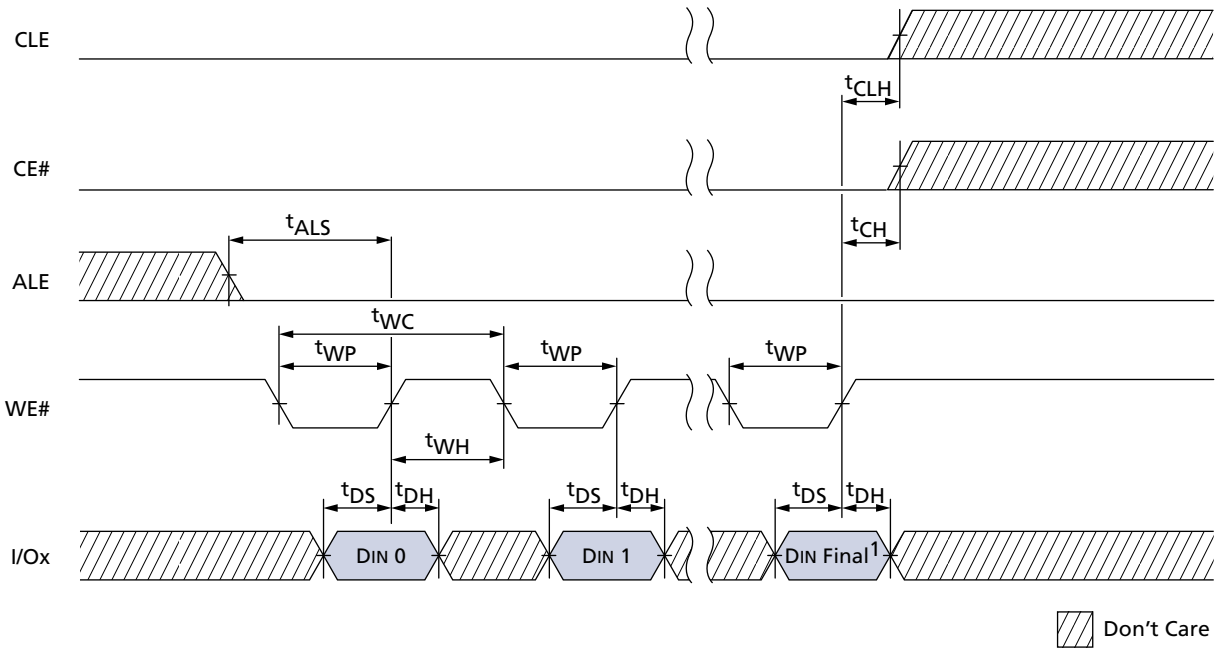 CLE
tCLH
CE#
tCH
tALS
ALE
tWC
tWP
tWP
tWP
WE#
tWH
tDS
tDH
tDS
tDH
tDS
tDH
I/Ox
DIN 0
DIN 1
DIN Final1
Don't Care